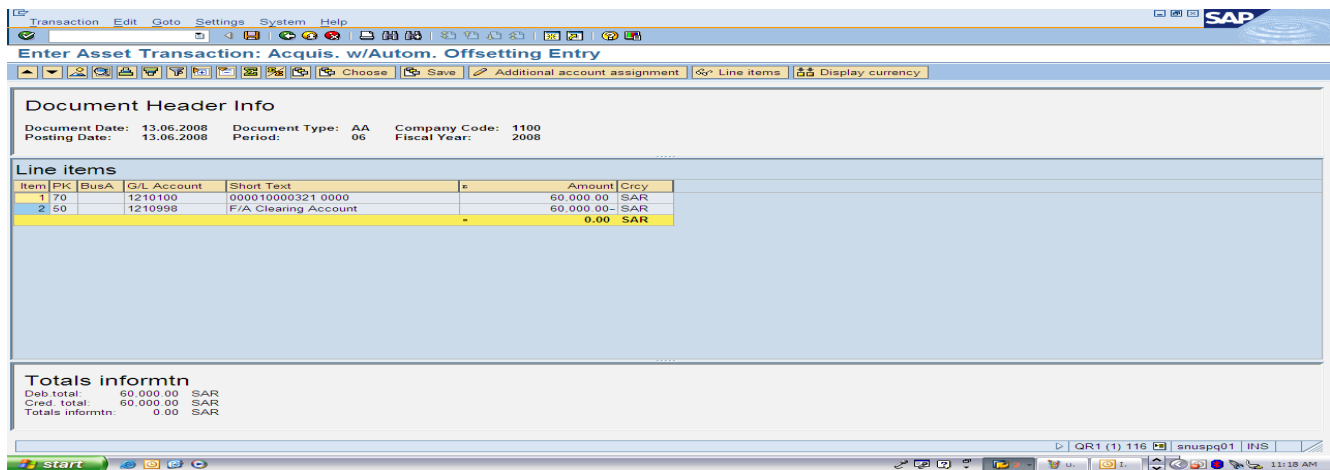 Transaction Edit Goto Settings System Help
SAP
Enter Asset Transaction: Acquis. w/Autom. Offsetting Entry
Choose Save Additional account assignment Line items Display currency
Document Header Info
Document Date: 13.06.2008 Document Type: AA Company Code: 1100
Posting Date: 13.06.2008 Period: 06 Fiscal Year: 2008
Line items
Item PK BusA G/L Account Short Text Amount Crcy
1 70 1210100 000010000321 0000 60.000.00 SAR
2 50 1210998 F/A Clearing Account 60.000.00- SAR
0.00 SAR
Totals informtn
Deb.total: 60,000.00 SAR
Cred. total: 60,000.00 SAR
Totals informtn: 0.00 SAR
QR1 (1) 116 snuspq01 INS
start u. I. 11:18 AM